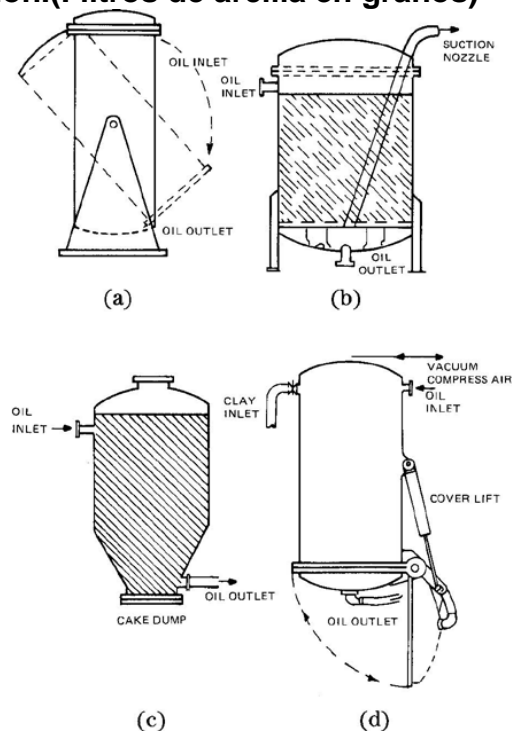 (Filtros de arcilla en granos)
OIL INLET
OIL OUTLET
(a)
SUCTION
NOZZLE
OIL
INLET
OIL
OUTLET
(b)
OIL
INLET
OIL OUTLET
CAKE DUMP
(c)
VACUUM
COMPRESS AIR
CLAY
INLET
OIL
INLET
COVER LIFT
OIL OUTLET
(d)